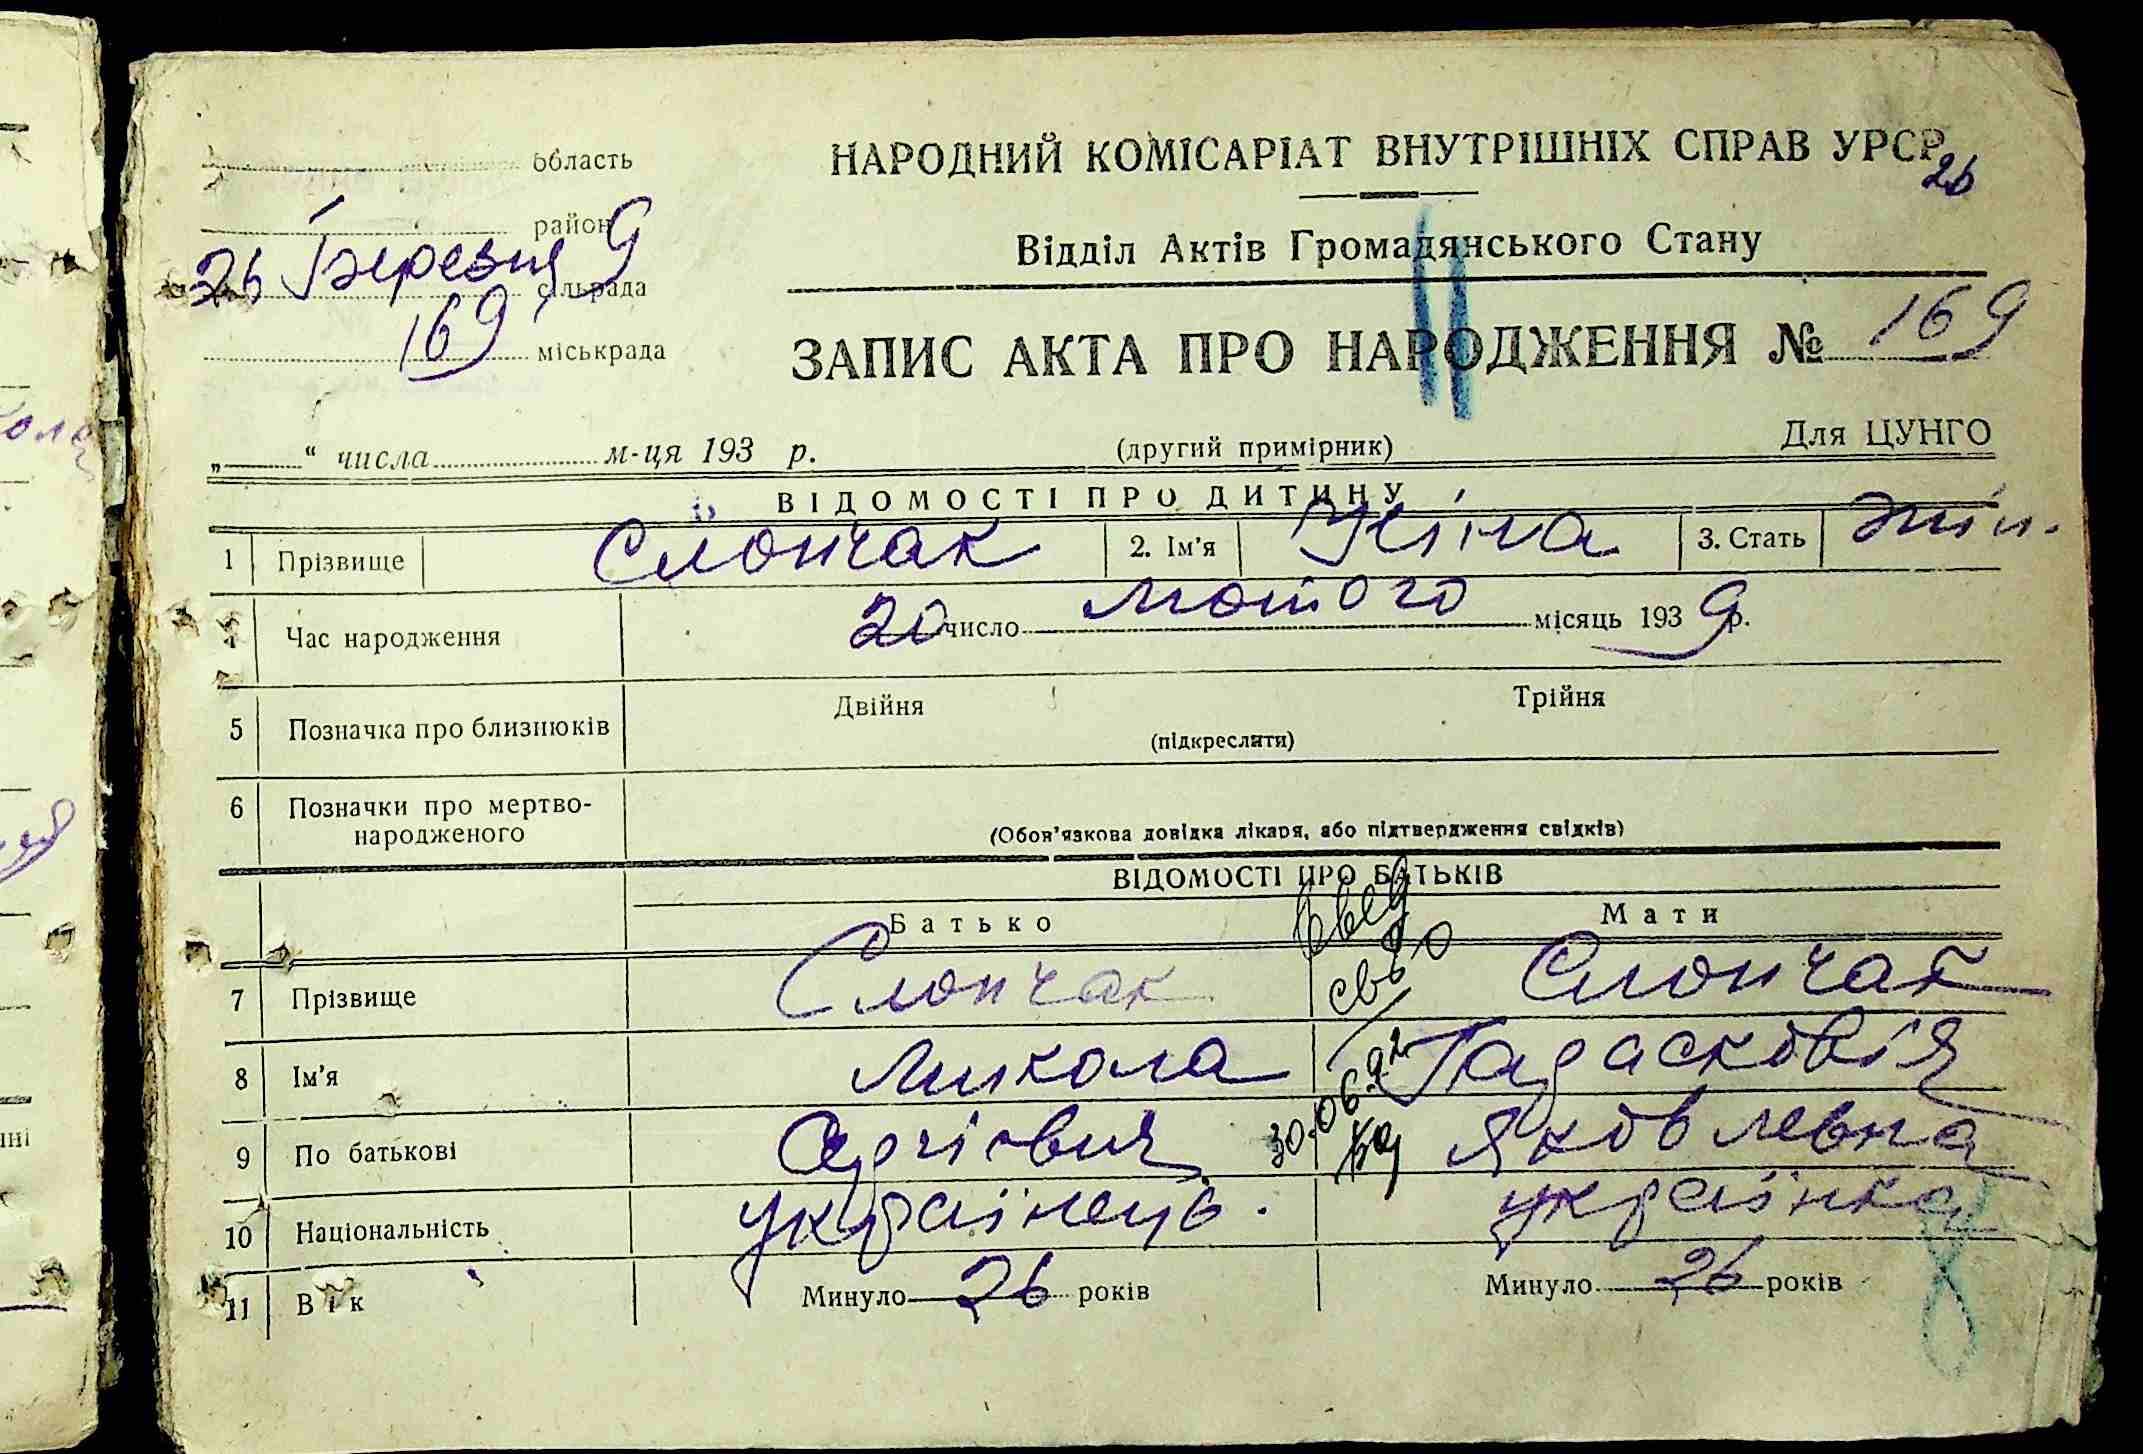 область
НАРОДНИЙ КОМІСАРІАТ ВНУТРІШНІХ СПРАВ УРСР
26
район
Відділ Актів Громадянського Стану
26 Березня 9
сільрада
169 міськрада
ЗАПИС АКТА ПРО НАРОДЖЕННЯ № 169
„ “ числа м-ця 193 р.
(другий примірник)
Для ЦУНГО
ВІДОМОСТІ ПРО ДИТИНУ
1 Прізвище Слончак 2. Ім'я Ніна 3. Стать жін.
Час народження 20 число лютого місяць 1939 р.
5 Позначка про близнюків Двійня Трійня
(підкреслити)
6 Позначки про мертво-
народженого
(Обов'язкова довідка лікаря, або підтвердження свідків)
ВІДОМОСТІ ПРО БАТЬКІВ
Батько Мати
7 Прізвище Слончак Слончак
8 Ім'я Микола Парасковія
9 По батькові Сергієвич Яковлевна
30.06.92
10 Національність українець. українка
11 Вік Минуло 26 років Минуло 26 років
8